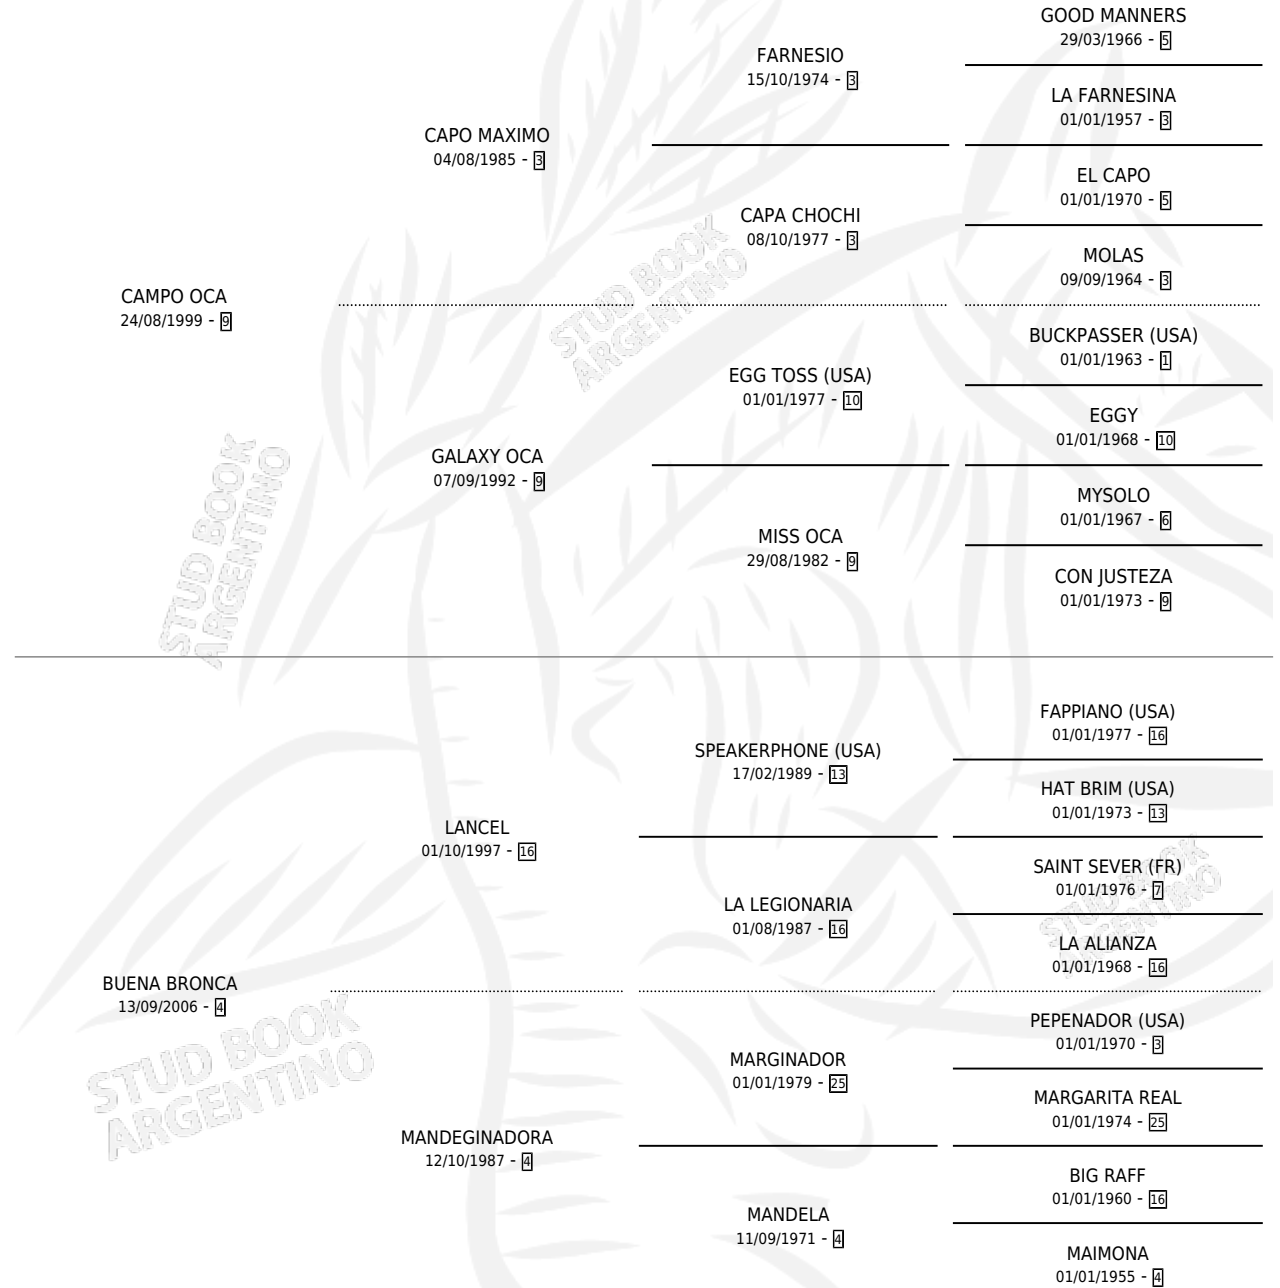 GOOD MANNERS
29/03/1966 - 5
FARNESIO
15/10/1974 - 3
LA FARNESINA
01/01/1957 - 3
CAPO MAXIMO
04/08/1985 - 3
EL CAPO
01/01/1970 - 5
CAPA CHOCHI
08/10/1977 - 3
MOLAS
09/09/1964 - 3
CAMPO OCA
24/08/1999 - 9
BUCKPASSER (USA)
01/01/1963 - 1
EGG TOSS (USA)
01/01/1977 - 10
EGGY
01/01/1968 - 10
GALAXY OCA
07/09/1992 - 9
MYSOLO
01/01/1967 - 6
MISS OCA
29/08/1982 - 9
CON JUSTEZA
01/01/1973 - 9
FAPPIANO (USA)
01/01/1977 - 16
SPEAKERPHONE (USA)
17/02/1989 - 13
HAT BRIM (USA)
01/01/1973 - 13
LANCEL
01/10/1997 - 16
SAINT SEVER (FR)
01/01/1976 - 7
LA LEGIONARIA
01/08/1987 - 16
LA ALIANZA
01/01/1968 - 16
BUENA BRONCA
13/09/2006 - 4
PEPENADOR (USA)
01/01/1970 - 3
MARGINADOR
01/01/1979 - 25
MARGARITA REAL
01/01/1974 - 25
MANDEGINADORA
12/10/1987 - 4
BIG RAFF
01/01/1960 - 16
MANDELA
11/09/1971 - 4
MAIMONA
01/01/1955 - 4
STUD BOOK
ARGENTINO
STUD BOOK
ARGENTINO
STUD BOOK
ARGENTINO
STUD BOOK
ARGENTINO